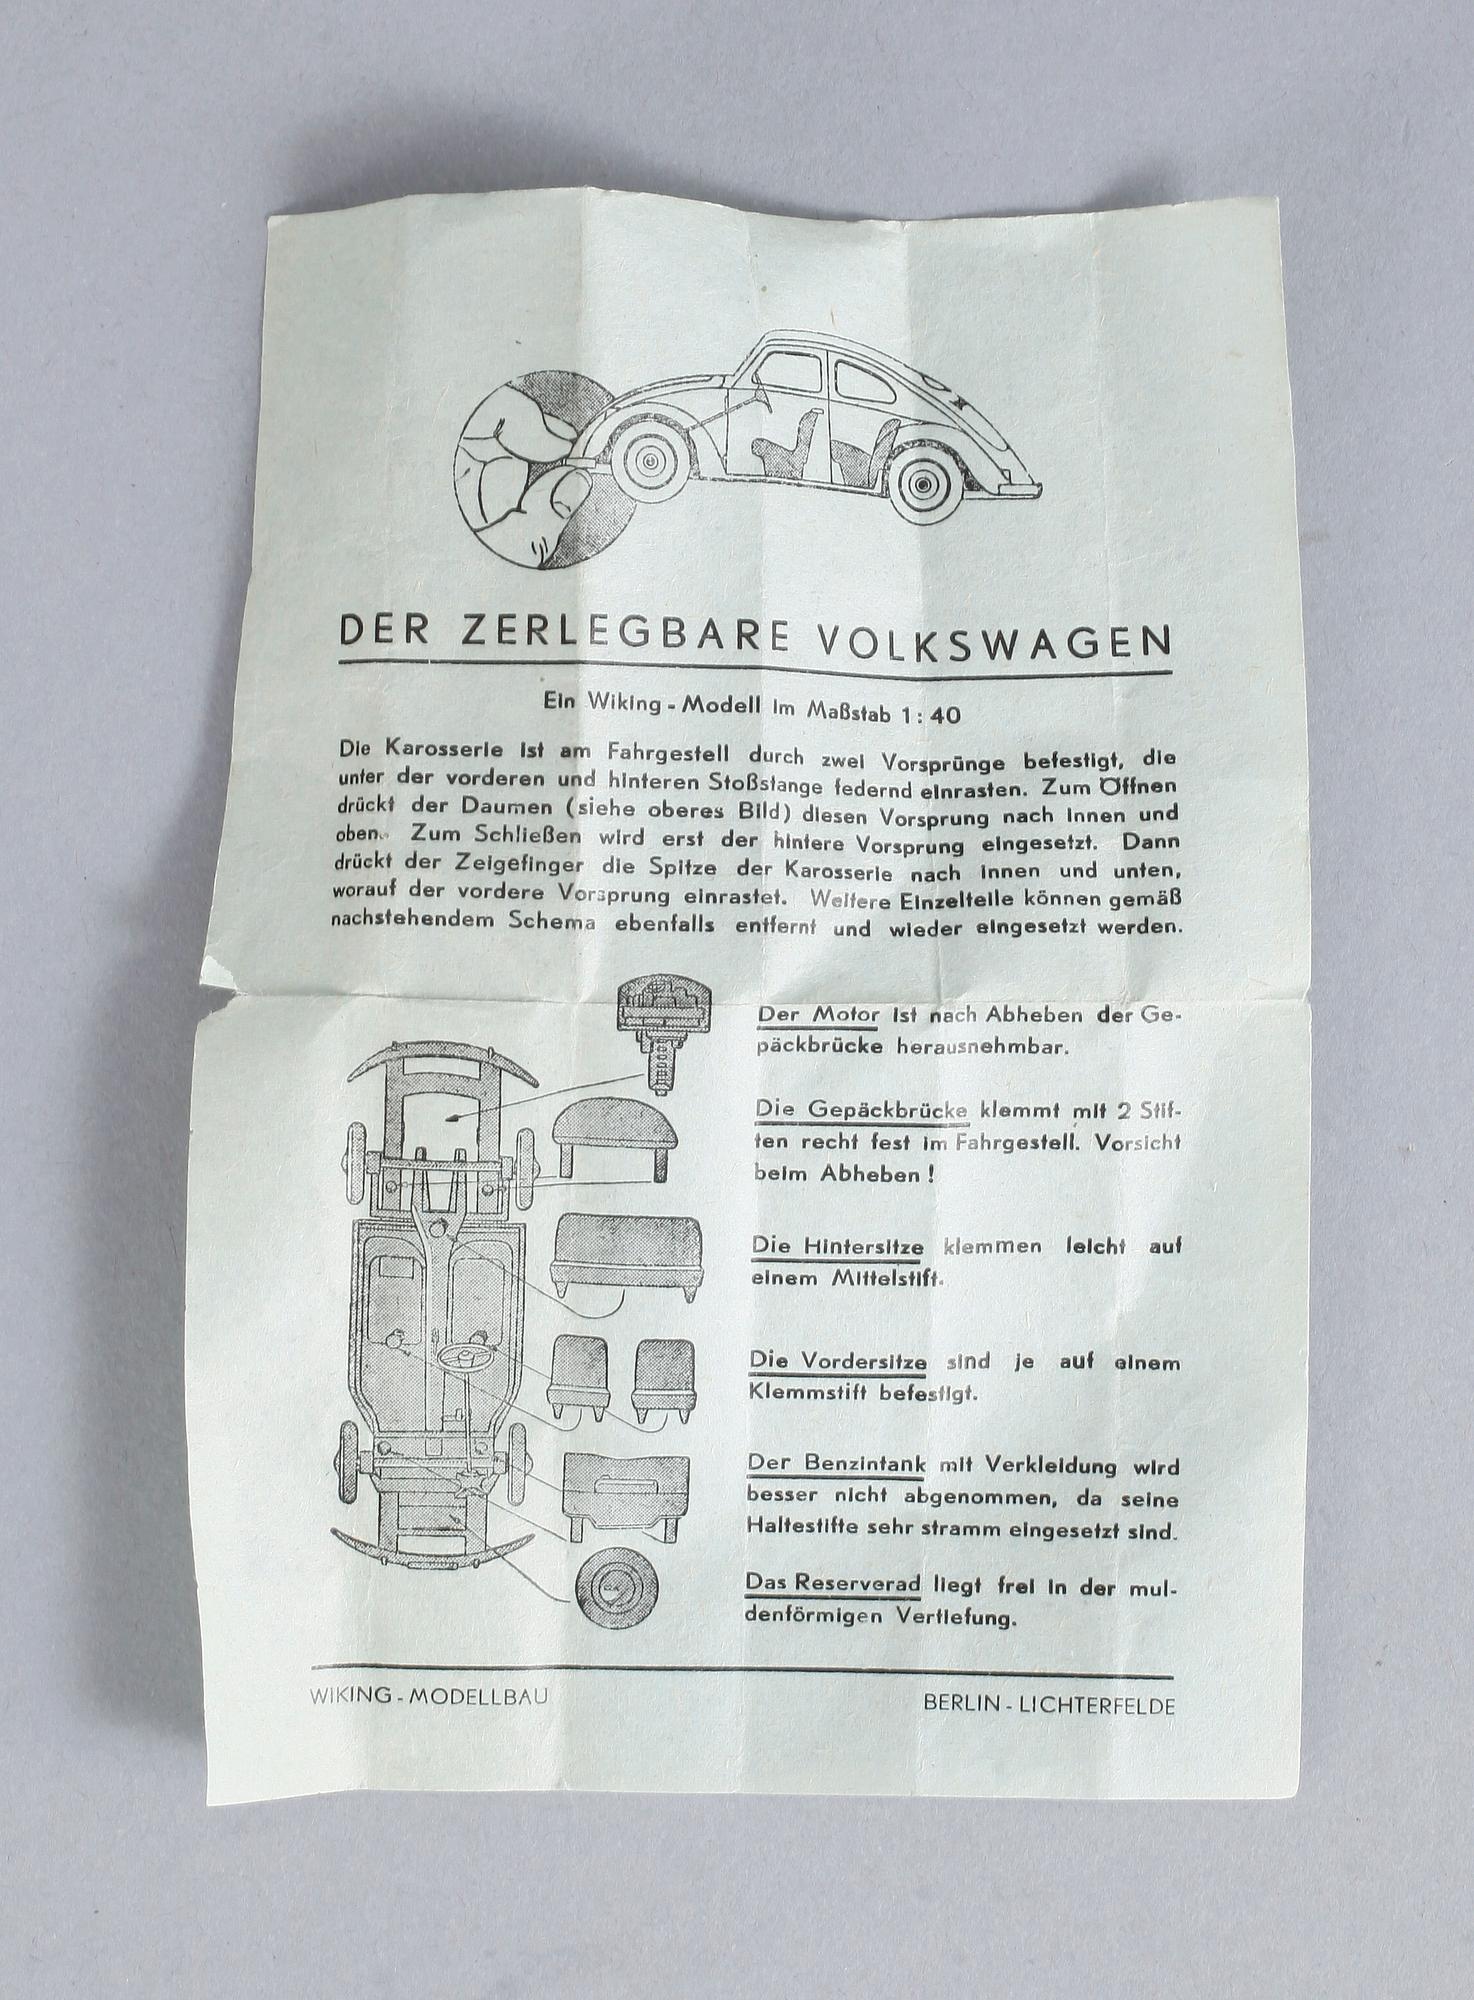 DER ZERLEGBARE VOLKSWAGEN
Ein Wiking-Modell im Maßstab 1:40
Die Karosserie ist am Fahrgestell durch zwei Vorsprünge befestigt, die
unter der vorderen und hinteren Stoßstange federnd einrasten. Zum Öffnen
drückt der Daumen (siehe oberes Bild) diesen Vorsprung nach innen und
oben. Zum Schließen wird erst der hintere Vorsprung eingesetzt. Dann
drückt der Zeigefinger die Spitze der Karosserie nach innen und unten,
worauf der vordere Vorsprung einrastet. Weitere Einzelteile können gemäß
nachstehendem Schema ebenfalls entfernt und wieder eingesetzt werden.
Der Motor ist nach Abheben der Ge-
päckbrücke herausnehmbar.
Die Gepäckbrücke klemmt mit 2 Stif-
ten recht fest im Fahrgestell. Vorsicht
beim Abheben!
Die Hintersitze klemmen leicht auf
einem Mittelstift.
Die Vordersitze sind je auf einem
Klemmstift befestigt.
Der Benzintank mit Verkleidung wird
besser nicht abgenommen, da seine
Haltestifte sehr stramm eingesetzt sind.
Das Reserverad liegt frei in der mul-
denförmigen Vertiefung.
WIKING-MODELLBAU
BERLIN-LICHTERFELDE